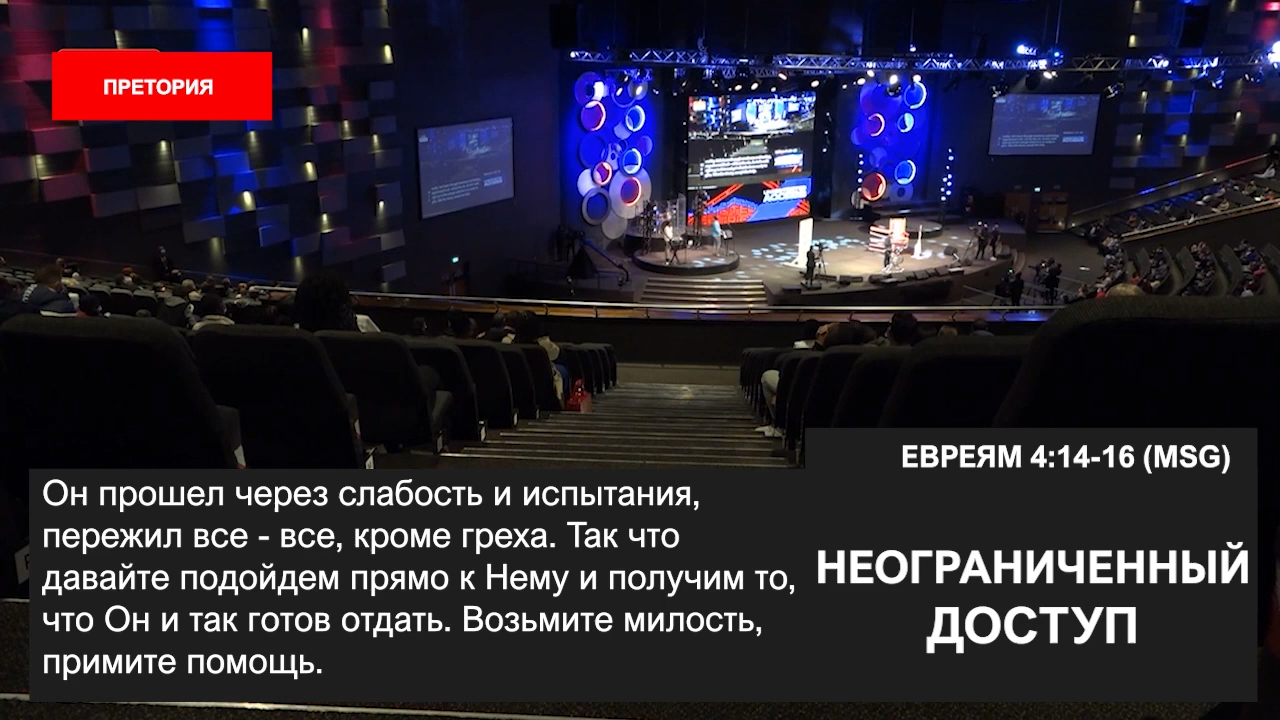 ПРЕТОРИЯ
ЕВРЕЯМ 4:14-16 (MSG)
Он прошел через слабость и испытания,
пережил все - все, кроме греха. Так что
давайте подойдем прямо к Нему и получим то,
что Он и так готов отдать. Возьмите милость,
примите помощь.
НЕОГРАНИЧЕННЫЙ
ДОСТУП